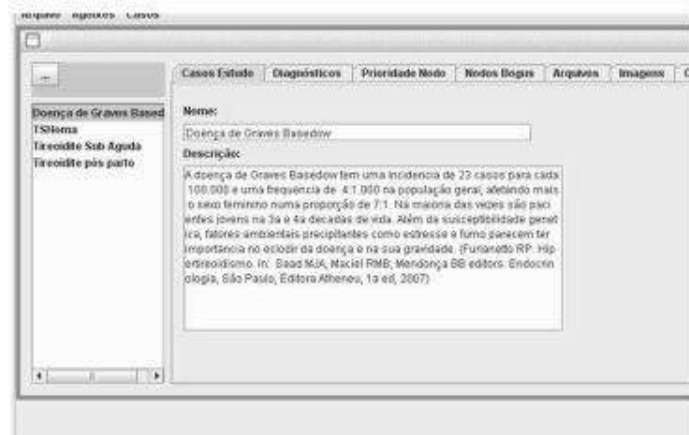 Arquivo Agentes Casos
...
Casos Estudo Diagnósticos Prioridade Nodo Nodos Bogus Arquivos Imagens
Doença de Graves Based
TSHoma
Tireoidite Sub Aguda
Tireoidite pós parto
Nome:
Doença de Graves Basedow
Descrição:
A doença de Graves Basedow tem uma incidencia de 23 casos para cada
100.000 e uma frequencia de 4:1.000 na população geral, afetando mais
o sexo feminino numa proporção de 7:1. Na maioria das vezes são paci
entes jovens na 3a e 4a decadas de vida. Além da susceptibilidade genet
ica, fatores ambientais precipitantes como estresse e fumo parecem ter
importancia no eclodir da doença e na sua gravidade. (Furlanetto RP. Hip
ertireoidismo. In: Saad MJA, Maciel RMB, Mendonça BB editors. Endocrin
ologia, São Paulo, Editora Atheneu, 1a ed, 2007)